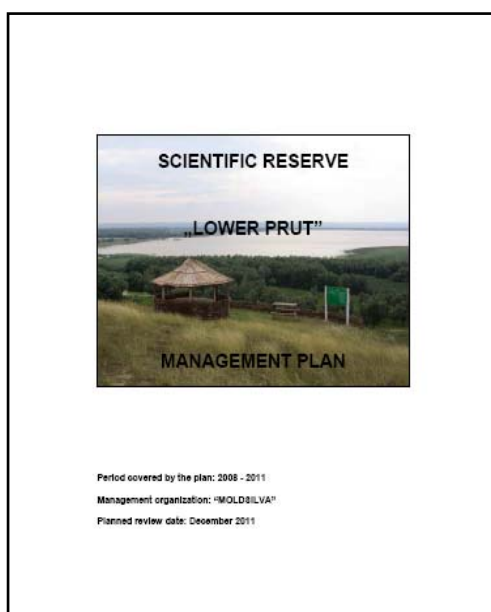 SCIENTIFIC RESERVE
„LOWER PRUT”
MANAGEMENT PLAN
Period covered by the plan: 2008 - 2011
Management organization: “MOLDSILVA”
Planned review date: December 2011